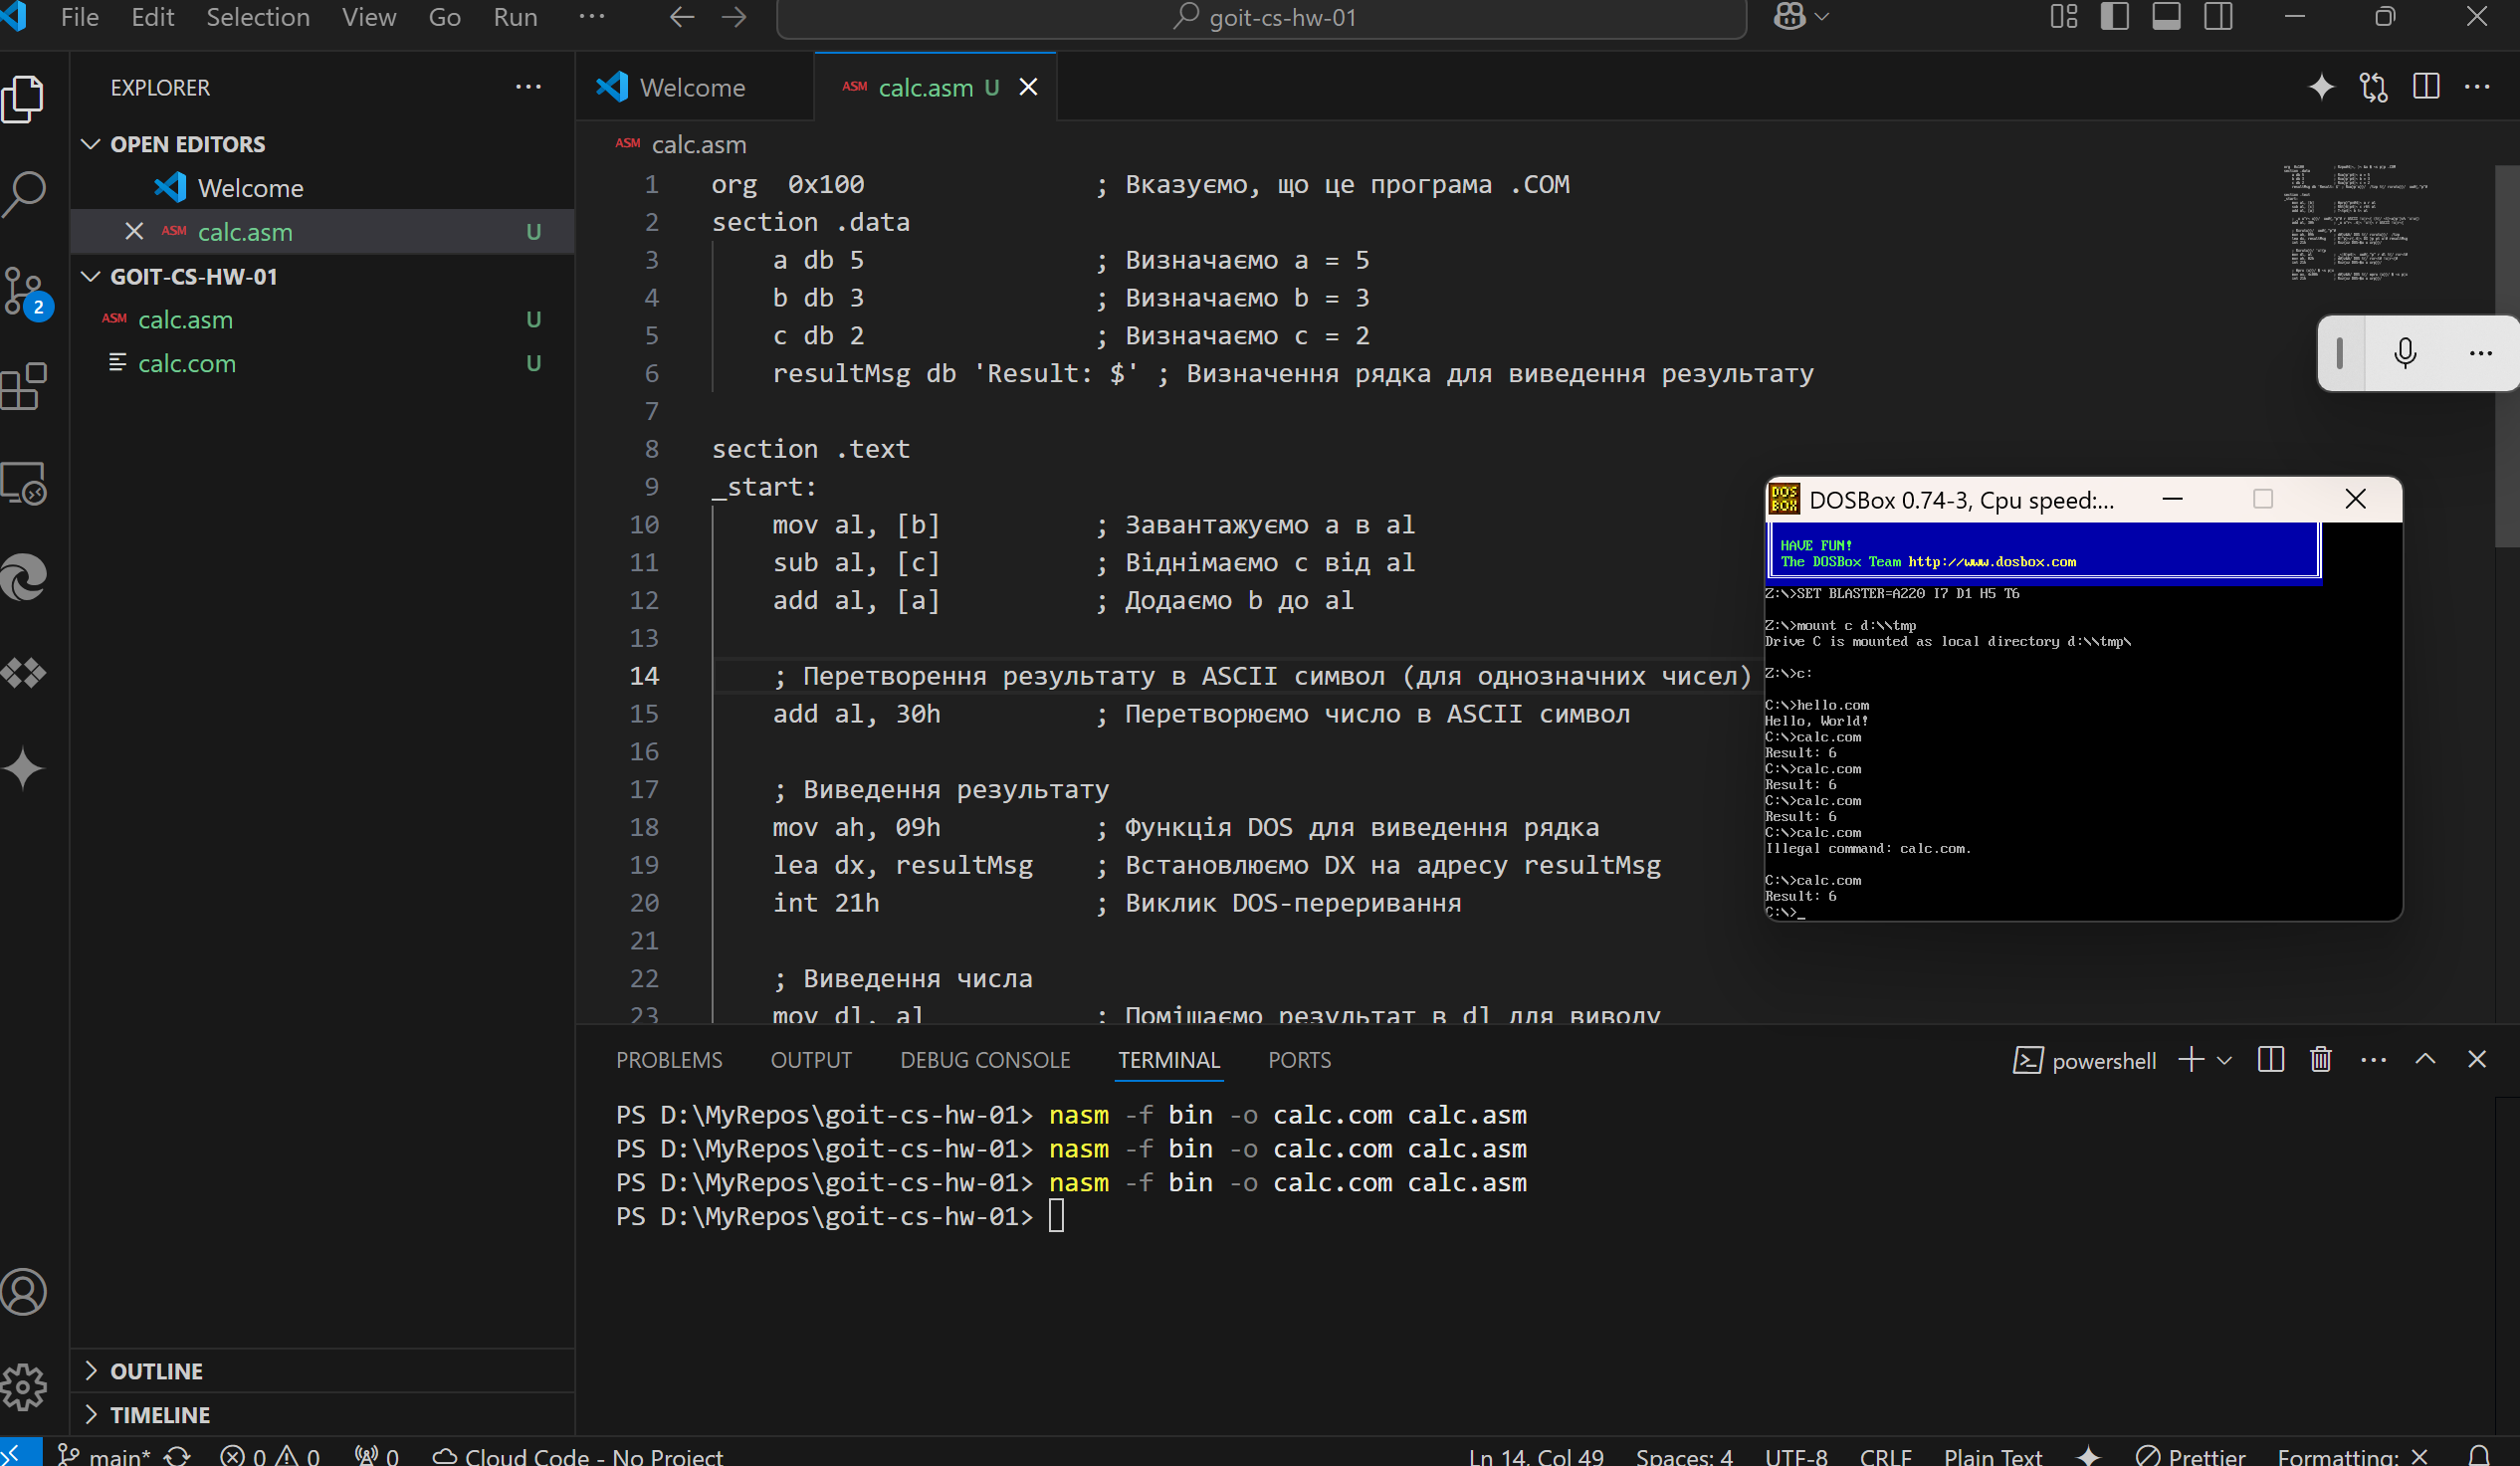 File Edit Selection View Go Run ··· goit-cs-hw-01
EXPLORER
OPEN EDITORS
Welcome
ASM calc.asm U
GOIT-CS-HW-01
ASM calc.asm U
calc.com U
2
OUTLINE
TIMELINE
Welcome ASM calc.asm U
ASM calc.asm
1 org  0x100 ; Вказуємо, що це програма .COM
2 section .data
3 a db 5 ; Визначаємо a = 5
4 b db 3 ; Визначаємо b = 3
5 c db 2 ; Визначаємо c = 2
6 resultMsg db 'Result: $' ; Визначення рядка для виведення результату
7
8 section .text
9 _start:
10 mov al, [b] ; Завантажуємо a в al
11 sub al, [c] ; Віднімаємо c від al
12 add al, [a] ; Додаємо b до al
13
14 ; Перетворення результату в ASCII символ (для однозначних чисел)
15 add al, 30h ; Перетворюємо число в ASCII символ
16
17 ; Виведення результату
18 mov ah, 09h ; Функція DOS для виведення рядка
19 lea dx, resultMsg ; Встановлюємо DX на адресу resultMsg
20 int 21h ; Виклик DOS-переривання
21
22 ; Виведення числа
23 mov dl, al ; Поміщаємо результат в dl для виводу
DOS BOX
DOSBox 0.74-3, Cpu speed:...
HAVE FUN!
The DOSBox Team http://www.dosbox.com
Z:\>SET BLASTER=A220 I7 D1 H5 T6
Z:\>mount c d:\\tmp
Drive C is mounted as local directory d:\\tmp\
Z:\>c:
C:\>hello.com
Hello, World!
C:\>calc.com
Result: 6
C:\>calc.com
Result: 6
C:\>calc.com
Result: 6
C:\>calc.com
Illegal command: calc.com.
C:\>calc.com
Result: 6
C:\>_
PROBLEMS OUTPUT DEBUG CONSOLE TERMINAL PORTS powershell
PS D:\MyRepos\goit-cs-hw-01> nasm -f bin -o calc.com calc.asm
PS D:\MyRepos\goit-cs-hw-01> nasm -f bin -o calc.com calc.asm
PS D:\MyRepos\goit-cs-hw-01> nasm -f bin -o calc.com calc.asm
PS D:\MyRepos\goit-cs-hw-01>
main* 0 0 0 Cloud Code - No Project Ln 14, Col 49 Spaces: 4 UTF-8 CRLF Plain Text Prettier Formatting: X